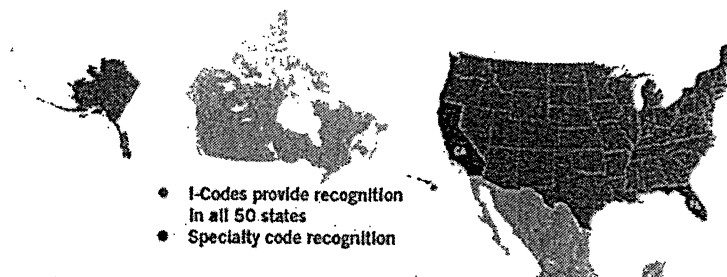 I-Codes provide recognition
in all 50 states
Specialty code recognition